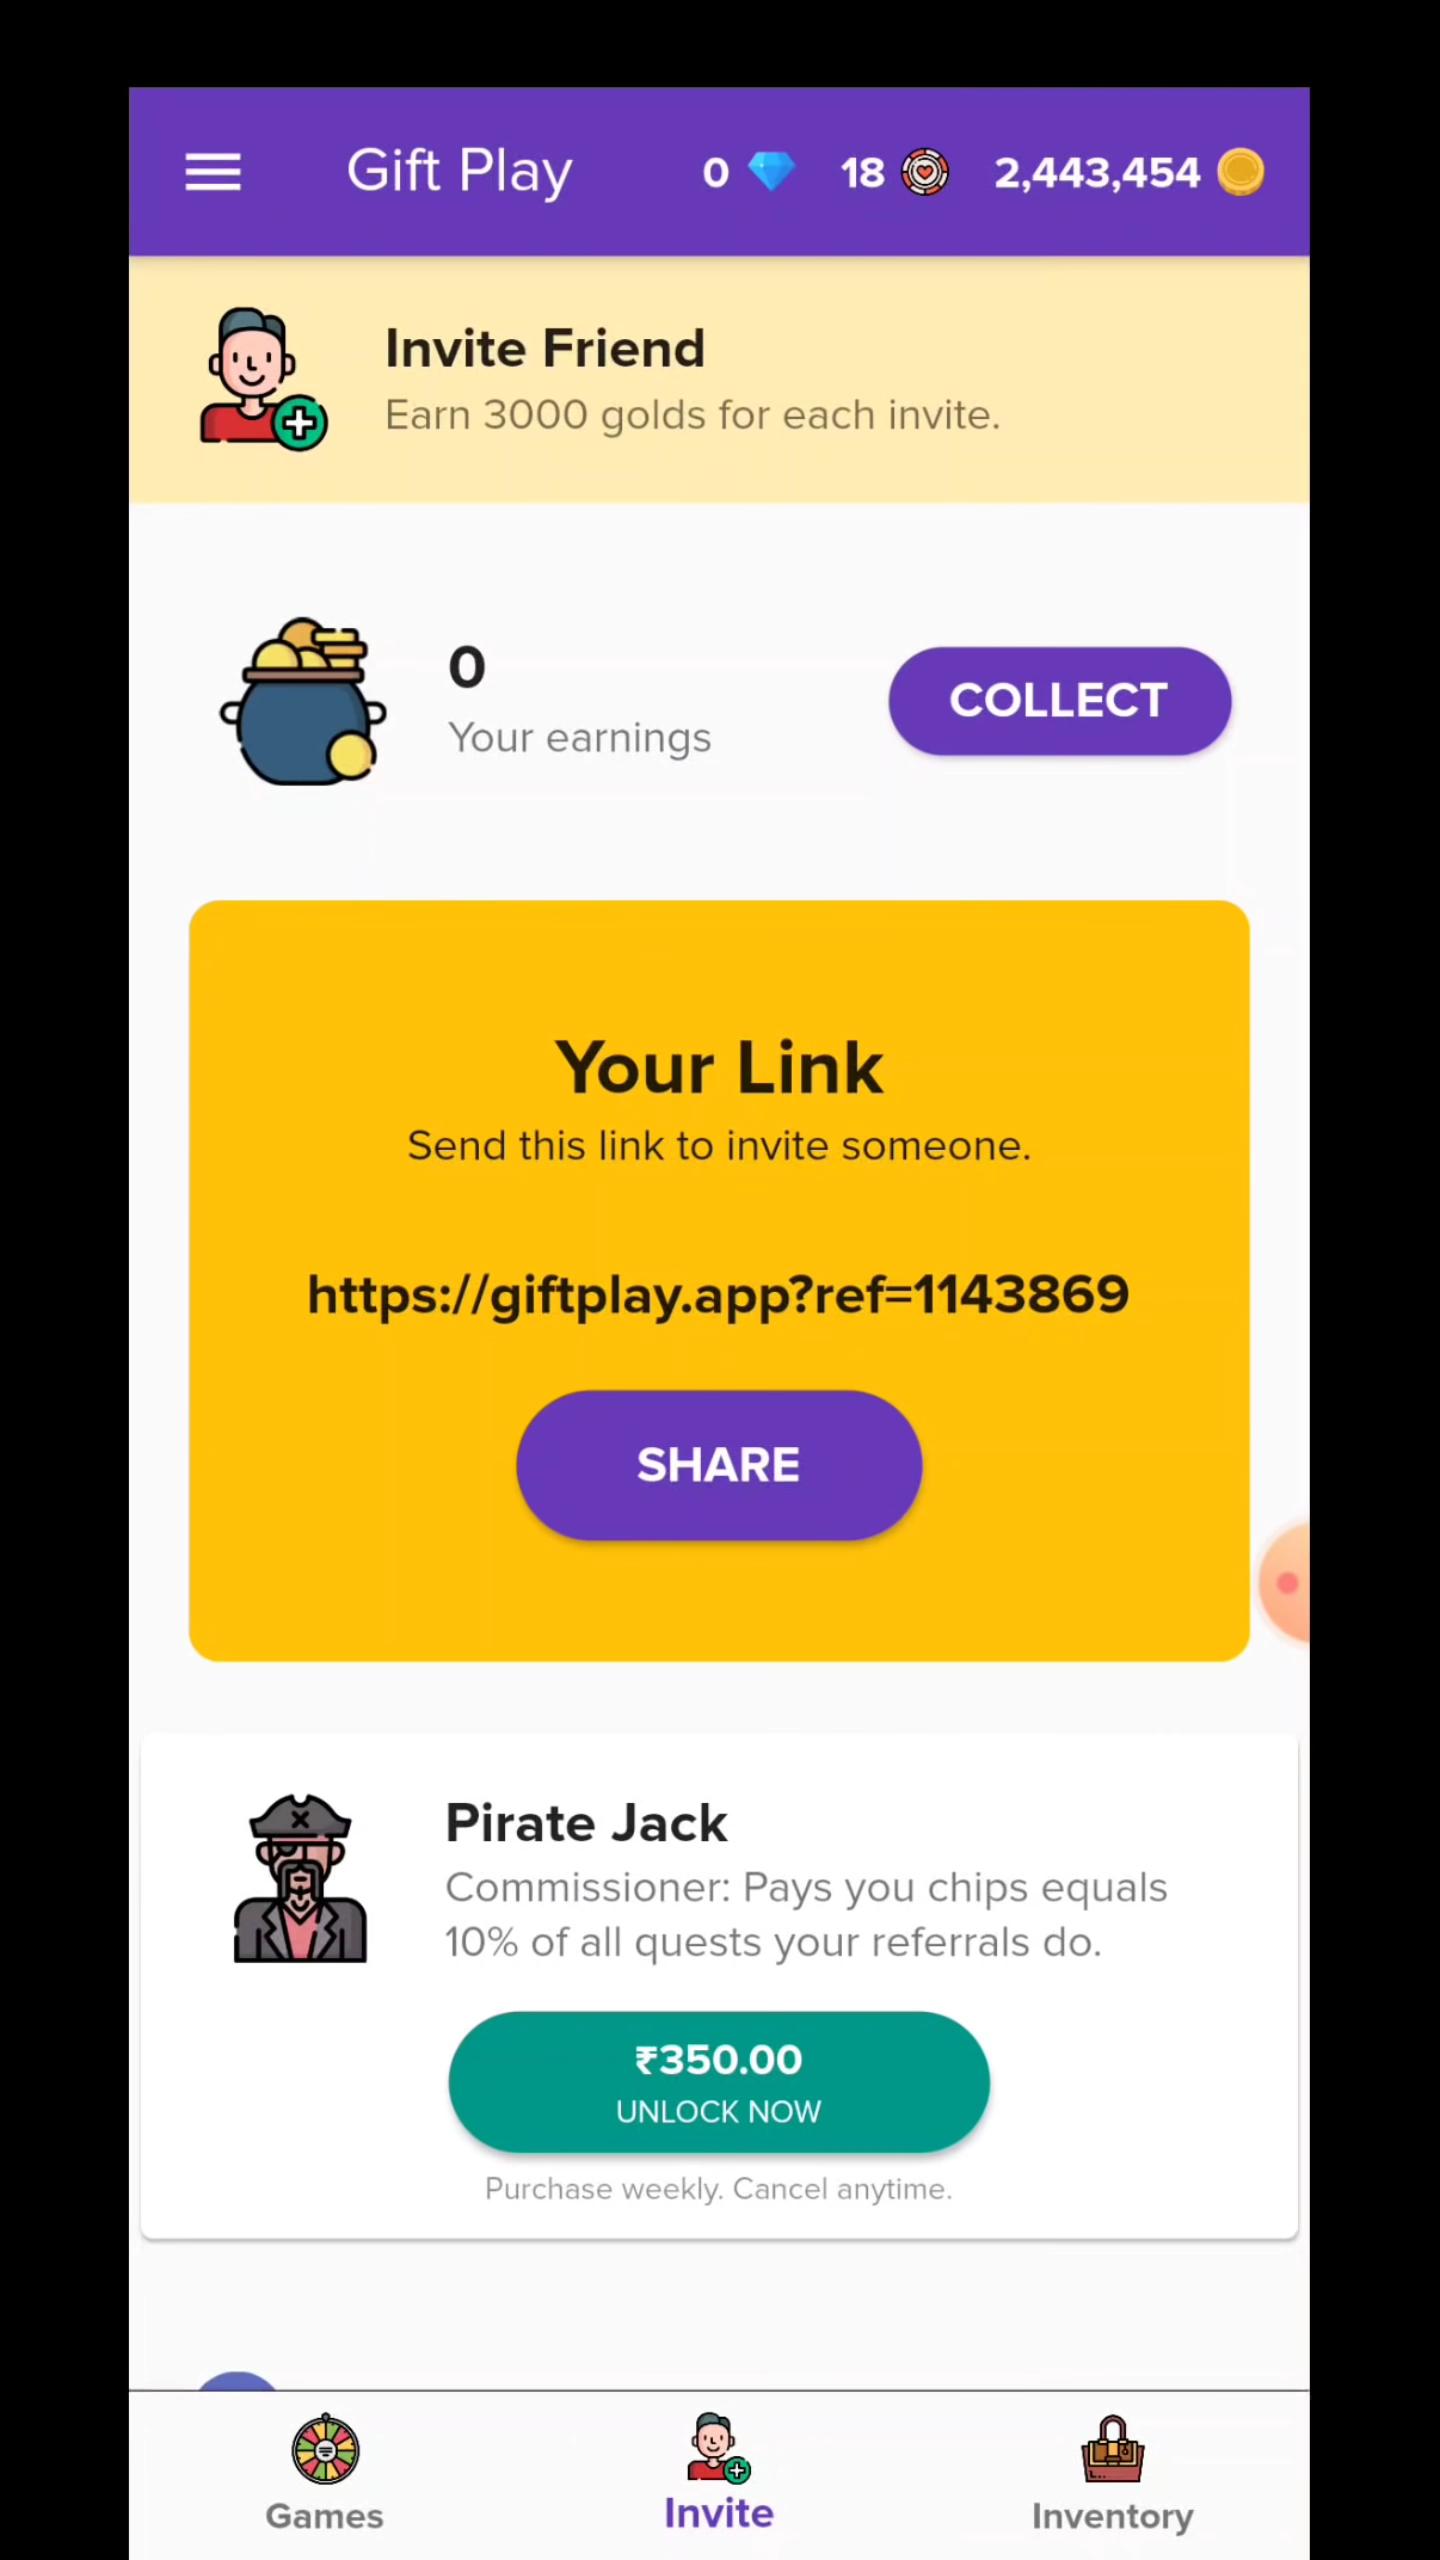 Gift Play 0 18 2,443,454
Invite Friend
Earn 3000 golds for each invite.
0
Your earnings
COLLECT
Your Link
Send this link to invite someone.
https://giftplay.app?ref=1143869
SHARE
Pirate Jack
Commissioner: Pays you chips equals
10% of all quests your referrals do.
₹350.00
UNLOCK NOW
Purchase weekly. Cancel anytime.
Games Invite Inventory